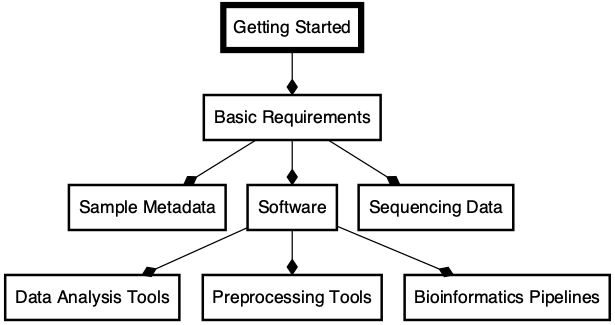 Getting Started
Basic Requirements
Sample Metadata
Software
Sequencing Data
Data Analysis Tools
Preprocessing Tools
Bioinformatics Pipelines